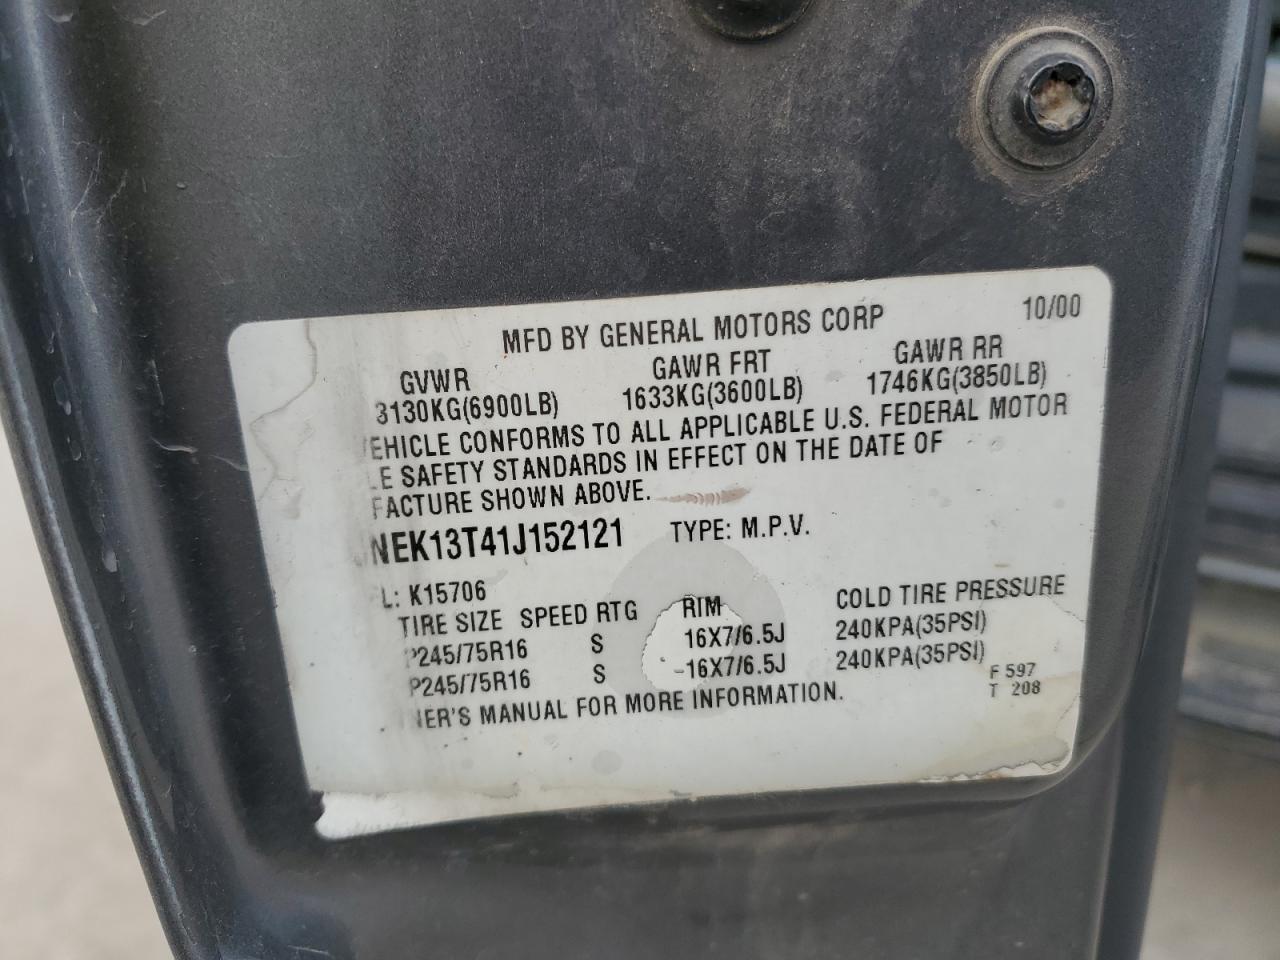 MFD BY GENERAL MOTORS CORP 10/00
GVWR GAWR FRT GAWR RR
3130KG(6900LB) 1633KG(3600LB) 1746KG(3850LB)
EHICLE CONFORMS TO ALL APPLICABLE U.S. FEDERAL MOTOR
LE SAFETY STANDARDS IN EFFECT ON THE DATE OF
FACTURE SHOWN ABOVE.
NEK13T41J152121 TYPE: M.P.V.
L: K15706
TIRE SIZE SPEED RTG RIM COLD TIRE PRESSURE
P245/75R16 S 16X7/6.5J 240KPA(35PSI)
P245/75R16 S -16X7/6.5J 240KPA(35PSI)
NER'S MANUAL FOR MORE INFORMATION.
F 597
T 208